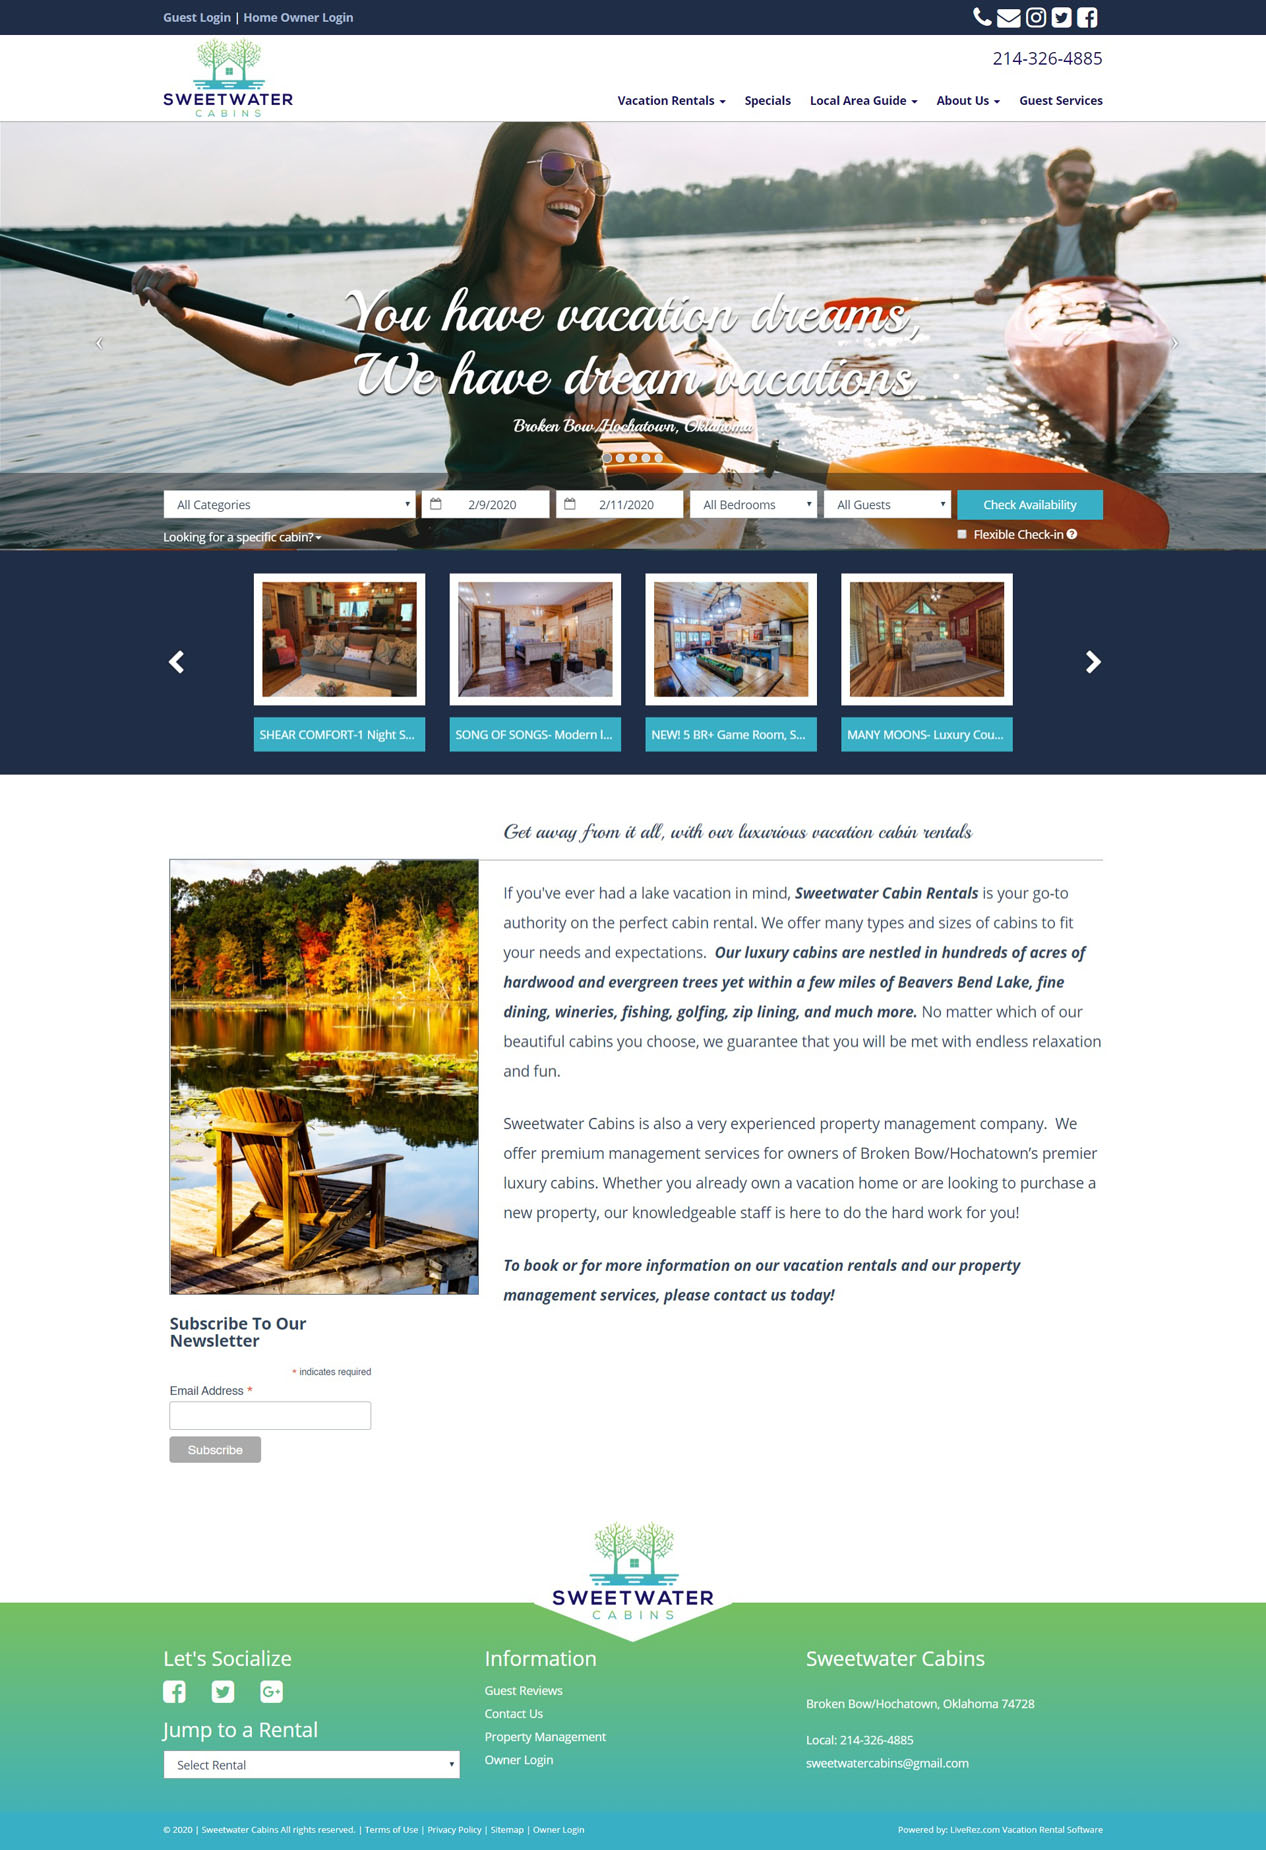 Guest Login | Home Owner Login
SWEETWATER
CABINS
214-326-4885
Vacation Rentals
Specials
Local Area Guide
About Us
Guest Services
You have vacation dreams,
We have dream vacations
Broken Bow/Hochatown, Oklahoma
All Categories
2/9/2020
2/11/2020
All Bedrooms
All Guests
Check Availability
Looking for a specific cabin?
Flexible Check-in
SHEAR COMFORT-1 Night S...
SONG OF SONGS- Modern l...
NEW! 5 BR+ Game Room, S...
MANY MOONS- Luxury Cou...
Get away from it all, with our luxurious vacation cabin rentals
If you've ever had a lake vacation in mind, Sweetwater Cabin Rentals is your go-to
authority on the perfect cabin rental. We offer many types and sizes of cabins to fit
your needs and expectations. Our luxury cabins are nestled in hundreds of acres of
hardwood and evergreen trees yet within a few miles of Beavers Bend Lake, fine
dining, wineries, fishing, golfing, zip lining, and much more. No matter which of our
beautiful cabins you choose, we guarantee that you will be met with endless relaxation
and fun.
Sweetwater Cabins is also a very experienced property management company. We
offer premium management services for owners of Broken Bow/Hochatown's premier
luxury cabins. Whether you already own a vacation home or are looking to purchase a
new property, our knowledgeable staff is here to do the hard work for you!
To book or for more information on our vacation rentals and our property
management services, please contact us today!
Subscribe To Our
Newsletter
* indicates required
Email Address *
Subscribe
SWEETWATER
CABINS
Let's Socialize
Jump to a Rental
Select Rental
Information
Guest Reviews
Contact Us
Property Management
Owner Login
Sweetwater Cabins
Broken Bow/Hochatown, Oklahoma 74728
Local: 214-326-4885
sweetwatercabins@gmail.com
© 2020 | Sweetwater Cabins All rights reserved. | Terms of Use | Privacy Policy | Sitemap | Owner Login
Powered by: LiveRez.com Vacation Rental Software